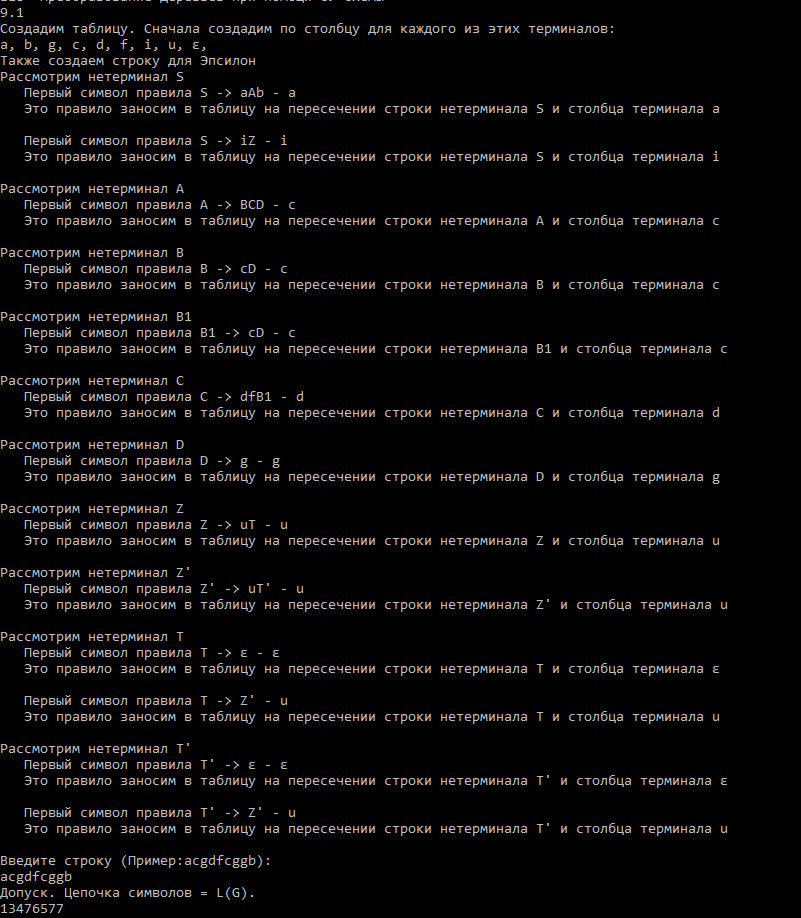 9.1
Создадим таблицу. Сначала создадим по столбцу для каждого из этих терминалов:
a, b, g, c, d, f, i, u, ε,
Также создаем строку для Эпсилон
Рассмотрим нетерминал S
   Первый символ правила S -> aAb - a
   Это правило заносим в таблицу на пересечении строки нетерминала S и столбца терминала a

   Первый символ правила S -> iZ - i
   Это правило заносим в таблицу на пересечении строки нетерминала S и столбца терминала i

Рассмотрим нетерминал A
   Первый символ правила A -> BCD - c
   Это правило заносим в таблицу на пересечении строки нетерминала A и столбца терминала c

Рассмотрим нетерминал B
   Первый символ правила B -> cD - c
   Это правило заносим в таблицу на пересечении строки нетерминала B и столбца терминала c

Рассмотрим нетерминал B1
   Первый символ правила B1 -> cD - c
   Это правило заносим в таблицу на пересечении строки нетерминала B1 и столбца терминала c

Рассмотрим нетерминал C
   Первый символ правила C -> dfB1 - d
   Это правило заносим в таблицу на пересечении строки нетерминала C и столбца терминала d

Рассмотрим нетерминал D
   Первый символ правила D -> g - g
   Это правило заносим в таблицу на пересечении строки нетерминала D и столбца терминала g

Рассмотрим нетерминал Z
   Первый символ правила Z -> uT - u
   Это правило заносим в таблицу на пересечении строки нетерминала Z и столбца терминала u

Рассмотрим нетерминал Z'
   Первый символ правила Z' -> uT' - u
   Это правило заносим в таблицу на пересечении строки нетерминала Z' и столбца терминала u

Рассмотрим нетерминал T
   Первый символ правила T -> ε - ε
   Это правило заносим в таблицу на пересечении строки нетерминала T и столбца терминала ε

   Первый символ правила T -> Z' - u
   Это правило заносим в таблицу на пересечении строки нетерминала T и столбца терминала u

Рассмотрим нетерминал T'
   Первый символ правила T' -> ε - ε
   Это правило заносим в таблицу на пересечении строки нетерминала T' и столбца терминала ε

   Первый символ правила T' -> Z' - u
   Это правило заносим в таблицу на пересечении строки нетерминала T' и столбца терминала u

Введите строку (Пример:acgdfcggb):
acgdfcggb
Допуск. Цепочка символов = L(G).
13476577